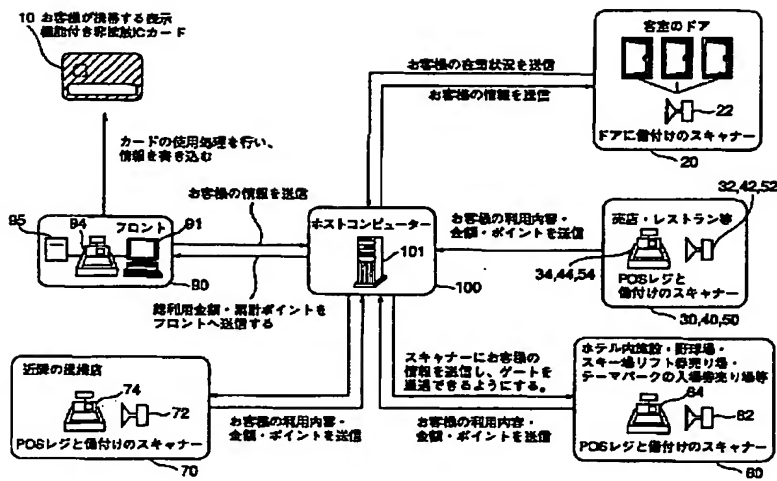 10 お客様が携帯する表示
機能付き非接触ICカード
カードの使用処理を行い、
情報を書き込む
95
94
フロント
91
90
お客様の情報を送信
総利用金額・累計ポイントを
フロントへ送信する
ホストコンピューター
101
100
お客様の在室状況を送信
お客様の情報を送信
客室のドア
22
ドアに備付けのスキャナー
20
お客様の利用内容・
金額・ポイントを送信
32,42,52
売店・レストラン等
34,44,54
POSレジと
備付けのスキャナー
30,40,50
近隣の提携店
74
72
POSレジと備付けのスキャナー
70
お客様の利用内容・
金額・ポイントを送信
スキャナーにお客様の
情報を送信し、ゲートを
通過できるようにする。
お客様の利用内容・
金額・ポイントを送信
ホテル内施設・野球場・
スキー場リフト券売り場・
テーマパークの入場券売り場等
64
62
POSレジと備付けのスキャナー
60